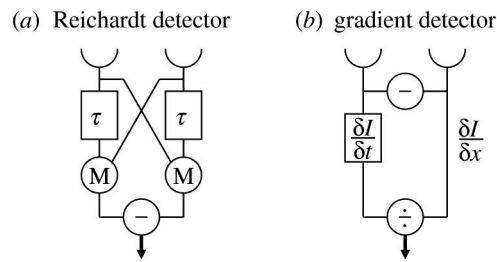 (a) Reichardt detector
(b) gradient detector
τ τ
M M
−
−
δI
δt
δI
δx
÷